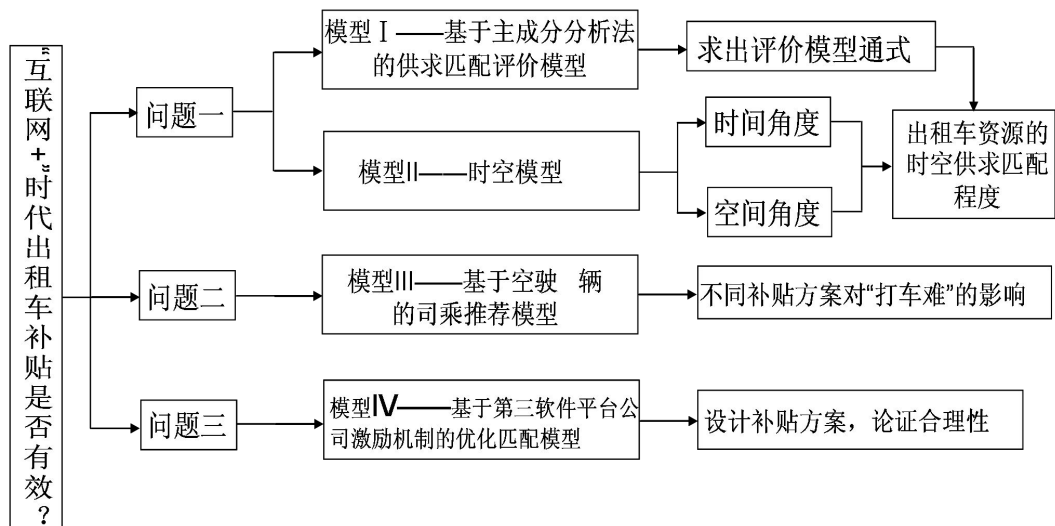 “互联网+”时代出租车补贴是否有效？
问题一
模型Ⅰ——基于主成分分析法
的供求匹配评价模型
求出评价模型通式
模型II——时空模型
时间角度
空间角度
出租车资源的
时空供求匹配
程度
问题二
模型III——基于空驶 辆
的司乘推荐模型
不同补贴方案对“打车难”的影响
问题三
模型Ⅳ——基于第三软件平台公
司激励机制的优化匹配模型
设计补贴方案，论证合理性